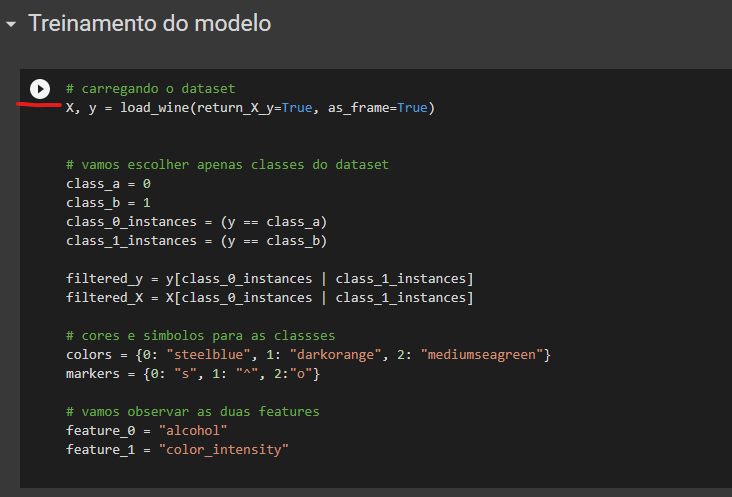 Treinamento do modelo
# carregando o dataset
X, y = load_wine(return_X_y=True, as_frame=True)
# vamos escolher apenas classes do dataset
class_a = 0
class_b = 1
class_0_instances = (y == class_a)
class_1_instances = (y == class_b)
filtered_y = y[class_0_instances | class_1_instances]
filtered_X = X[class_0_instances | class_1_instances]
# cores e simbolos para as classses
colors = {0: "steelblue", 1: "darkorange", 2: "mediumseagreen"}
markers = {0: "s", 1: "^", 2:"o"}
# vamos observar as duas features
feature_0 = "alcohol"
feature_1 = "color_intensity"